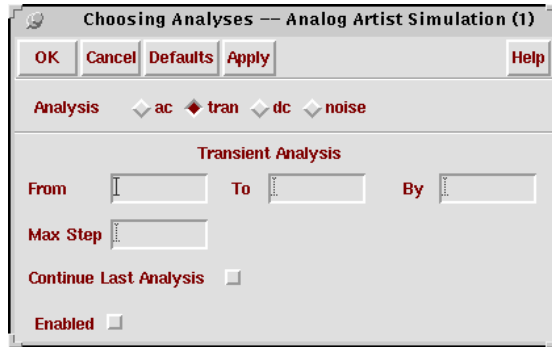 Choosing Analyses -- Analog Artist Simulation (1)
OK Cancel Defaults Apply Help
Analysis ac tran dc noise
Transient Analysis
From To By
Max Step
Continue Last Analysis
Enabled